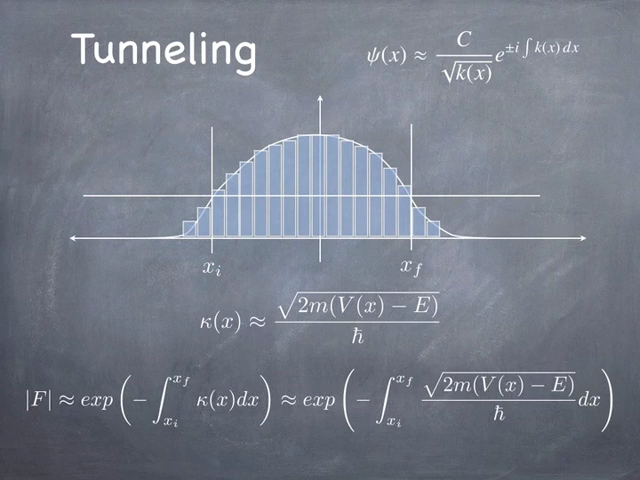 Tunneling
ψ(x) ≈ C/√k(x) e^{±i ∫ k(x) dx}
x_i x_f
κ(x) ≈ √2m(V(x) − E)/ħ
|F| ≈ exp(−∫_{x_i}^{x_f} κ(x)dx) ≈ exp(−∫_{x_i}^{x_f} √2m(V(x) − E)/ħ dx)